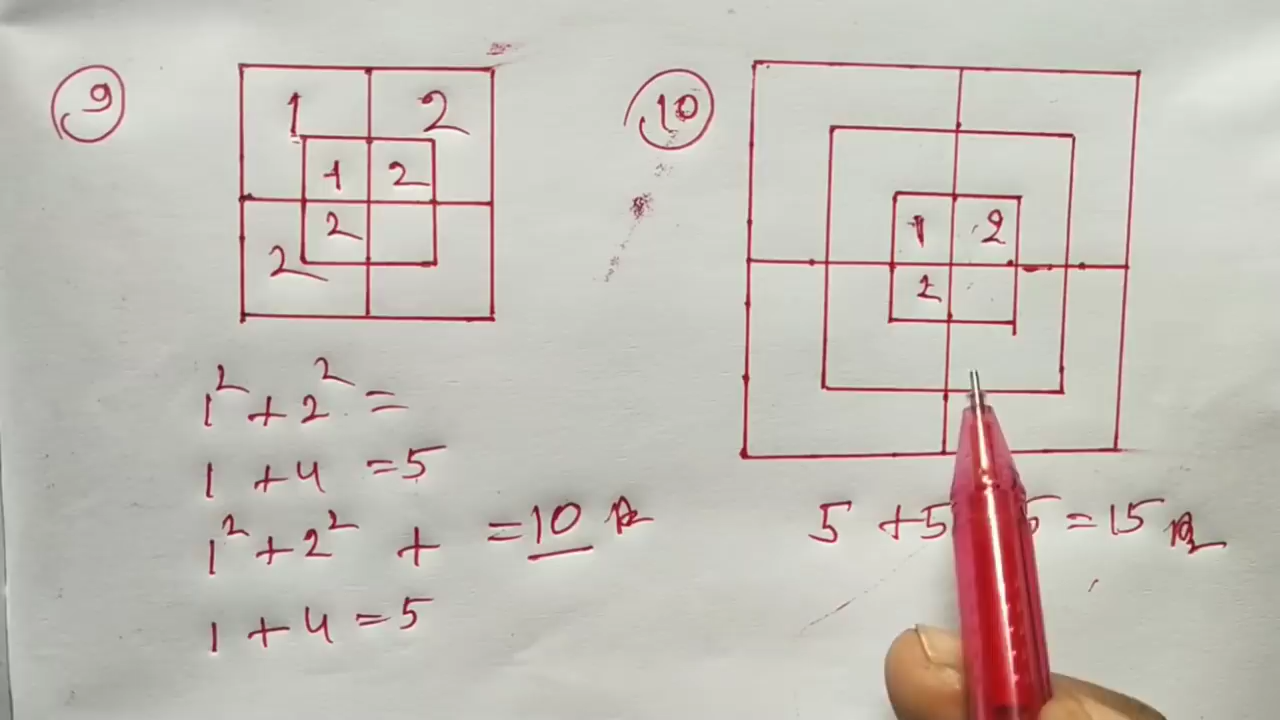 9
1 2
1 2
2
2
1² + 2² =
1 + 4 = 5
1² + 2² + = 10
1 + 4 = 5
10
1 2
2
5 + 5 5 = 15